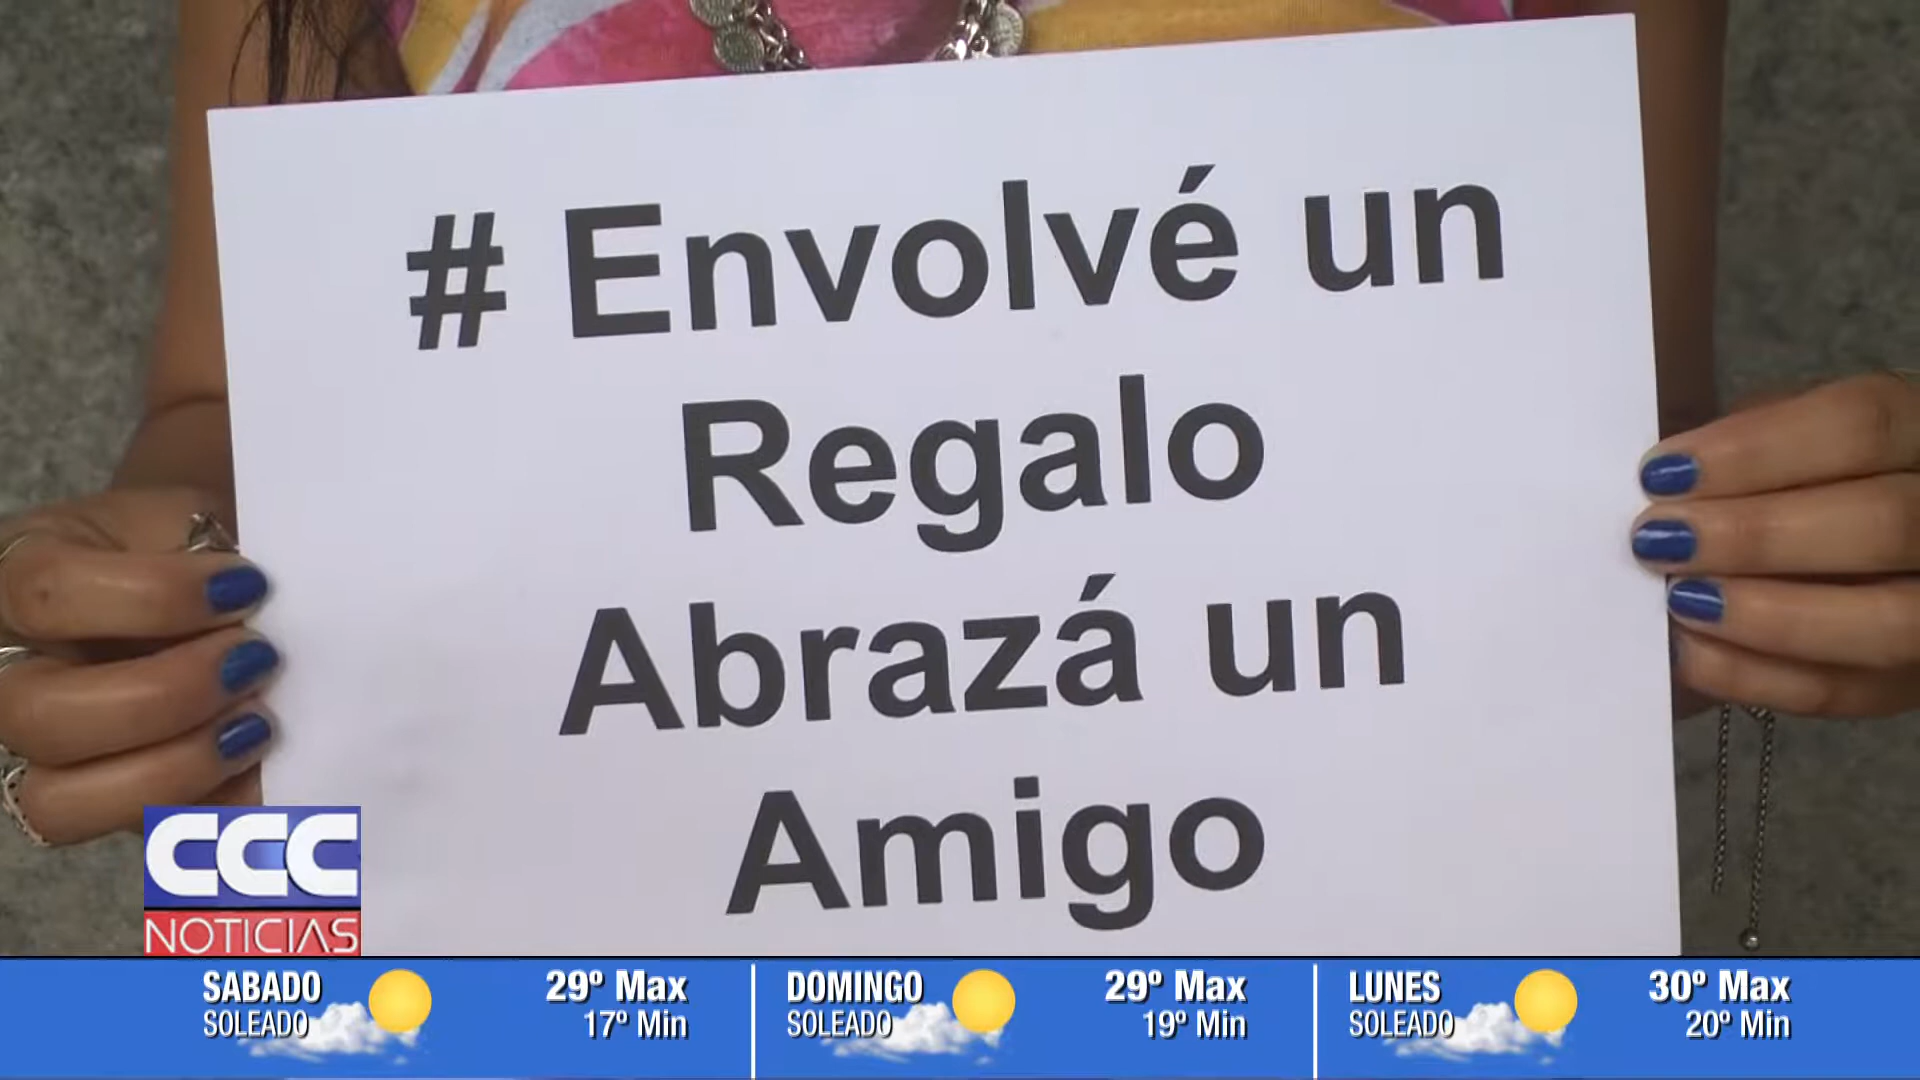 # Envolvé un
Regalo
Abrazá un
Amigo
CCC
NOTICIAS
SABADO
SOLEADO
29º Max
17º Min
DOMINGO
SOLEADO
29º Max
19º Min
LUNES
SOLEADO
30º Max
20º Min